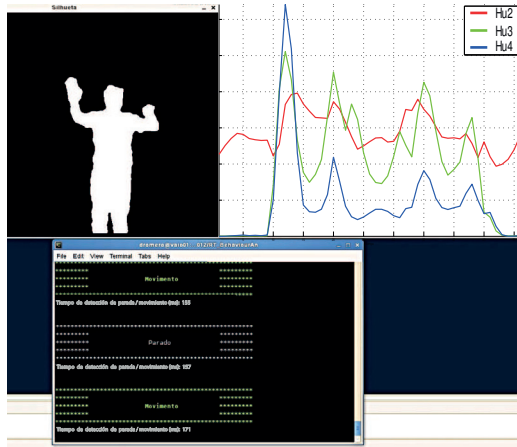 Silhueta
Hu2
Hu3
Hu4
File Edit View Terminal Tabs Help
*********
********* Movimento *********
********* *********
Tiempo de detección de parada/movimiento (ms): 155
********* *********
********* Parado *********
********* *********
Tiempo de detección de parada/movimiento (ms): 157
********* *********
********* Movimento *********
********* *********
Tiempo de detección de parada/movimiento (ms): 171